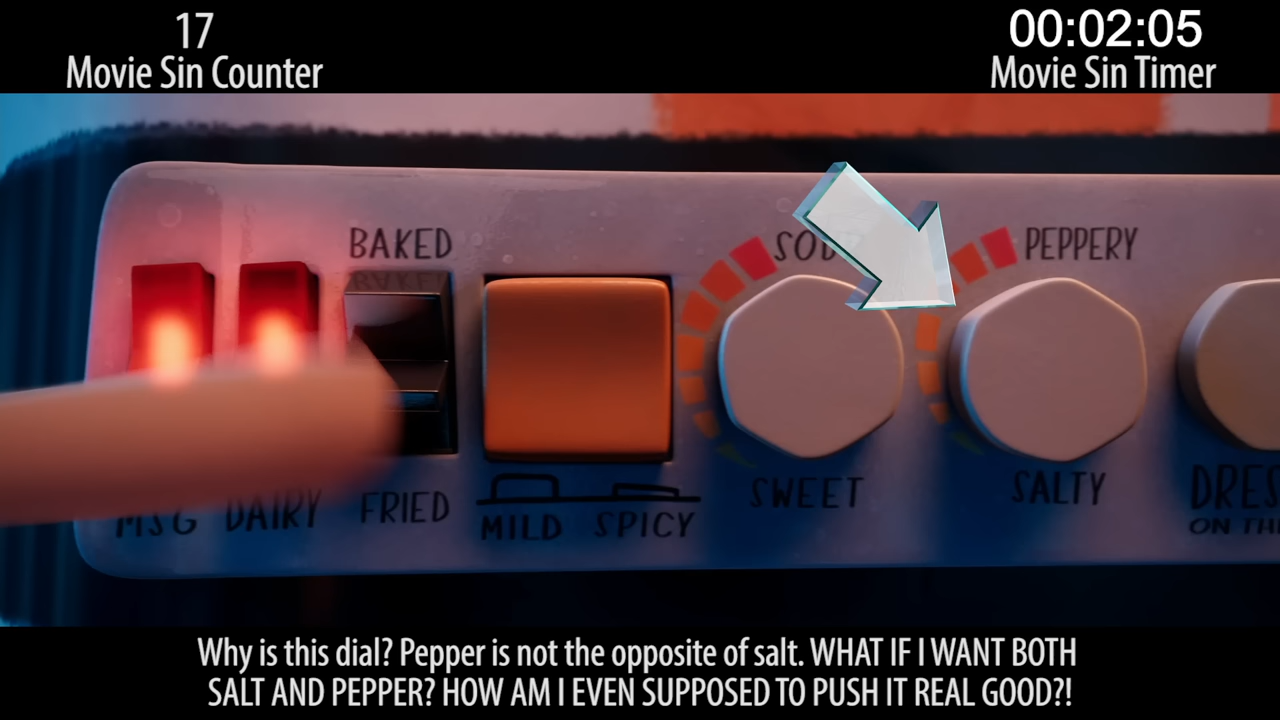 17
Movie Sin Counter
00:02:05
Movie Sin Timer
BAKED
PEPPERY
MSG
DAIRY
FRIED
MILD
SPICY
SWEET
SALTY
Why is this dial? Pepper is not the opposite of salt. WHAT IF I WANT BOTH
SALT AND PEPPER? HOW AM I EVEN SUPPOSED TO PUSH IT REAL GOOD?!